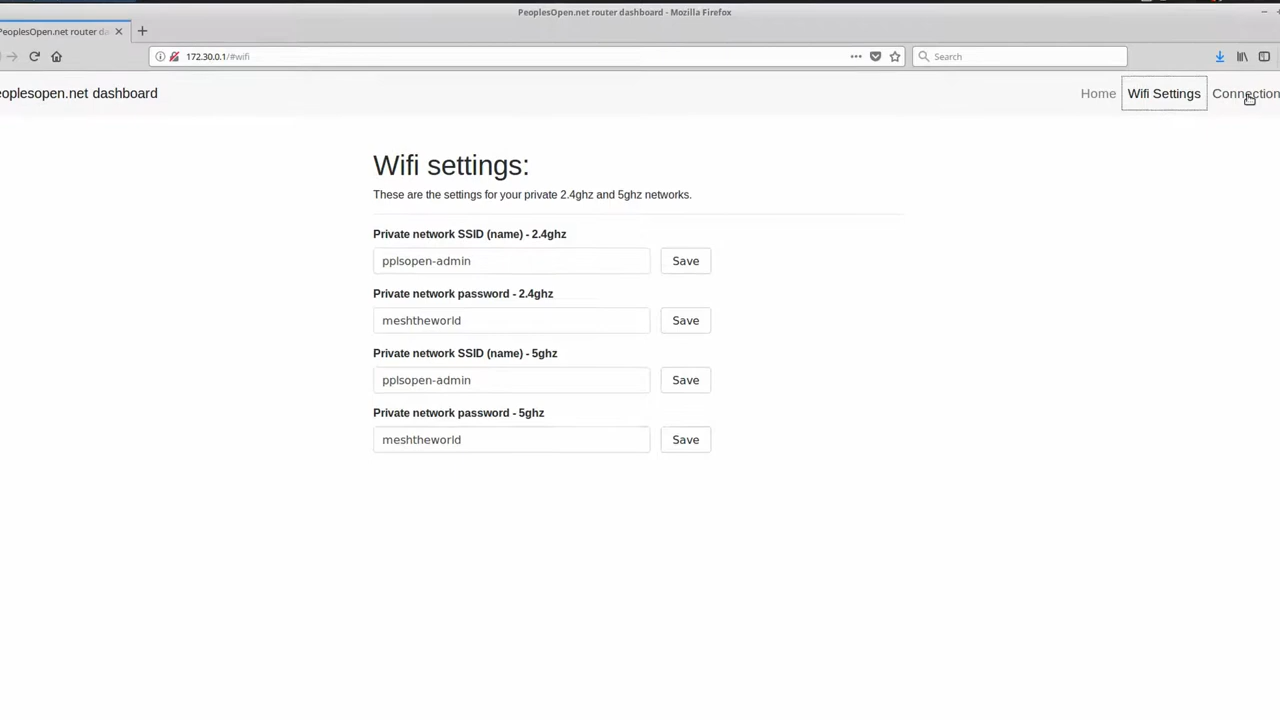 PeoplesOpen.net router dashboard - Mozilla Firefox
PeoplesOpen.net router da
172.30.0.1/#wifi
Search
eoplesopen.net dashboard
Home
Wifi Settings
Connection
Wifi settings:
These are the settings for your private 2.4ghz and 5ghz networks.
Private network SSID (name) - 2.4ghz
pplsopen-admin
Save
Private network password - 2.4ghz
meshtheworld
Save
Private network SSID (name) - 5ghz
pplsopen-admin
Save
Private network password - 5ghz
meshtheworld
Save